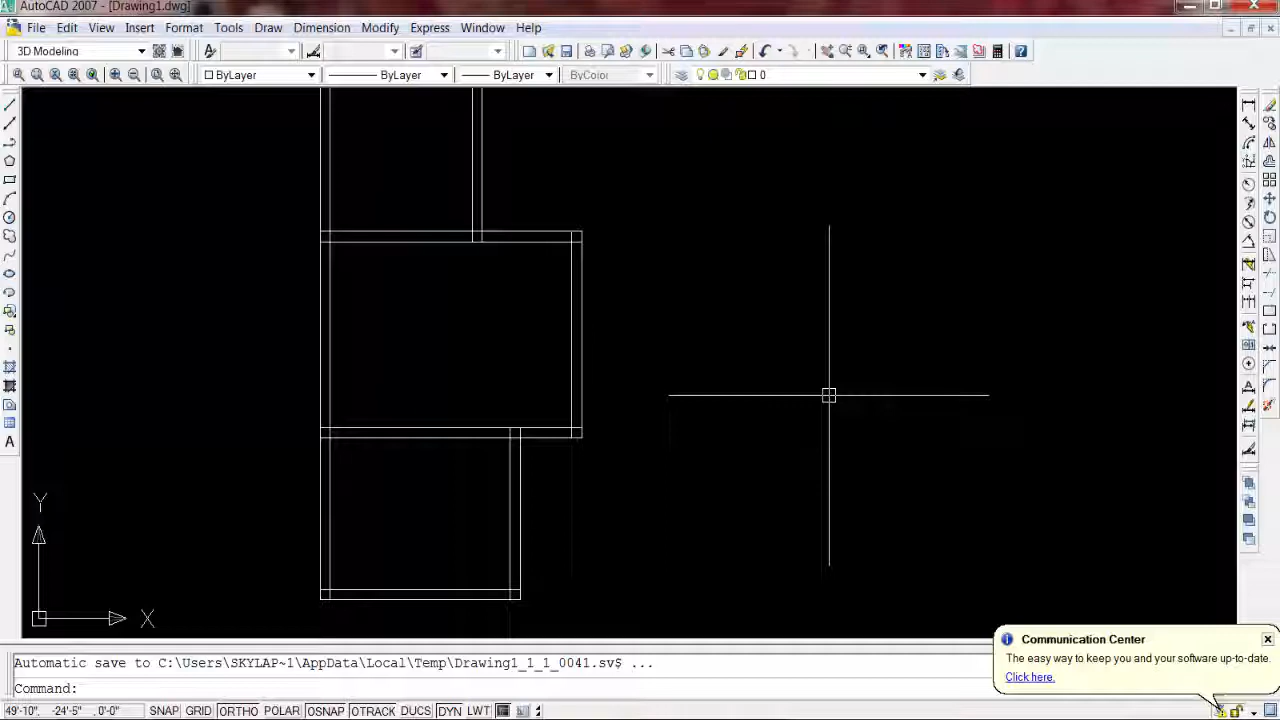 AutoCAD 2007 - [Drawing1.dwg]
File Edit View Insert Format Tools Draw Dimension Modify Express Window Help
3D Modeling
ByLayer ByLayer ByLayer ByColor 0
A
Y
X
Communication Center
The easy way to keep you and your software up-to-date.
Click here.
Automatic save to C:\Users\SKYLAP~1\AppData\Local\Temp\Drawing1_1_1_0041.sv$ ...
Command:
49'-10", -24'-5" ,0'-0" SNAP GRID ORTHO POLAR OSNAP OTRACK DUCS DYN LWT